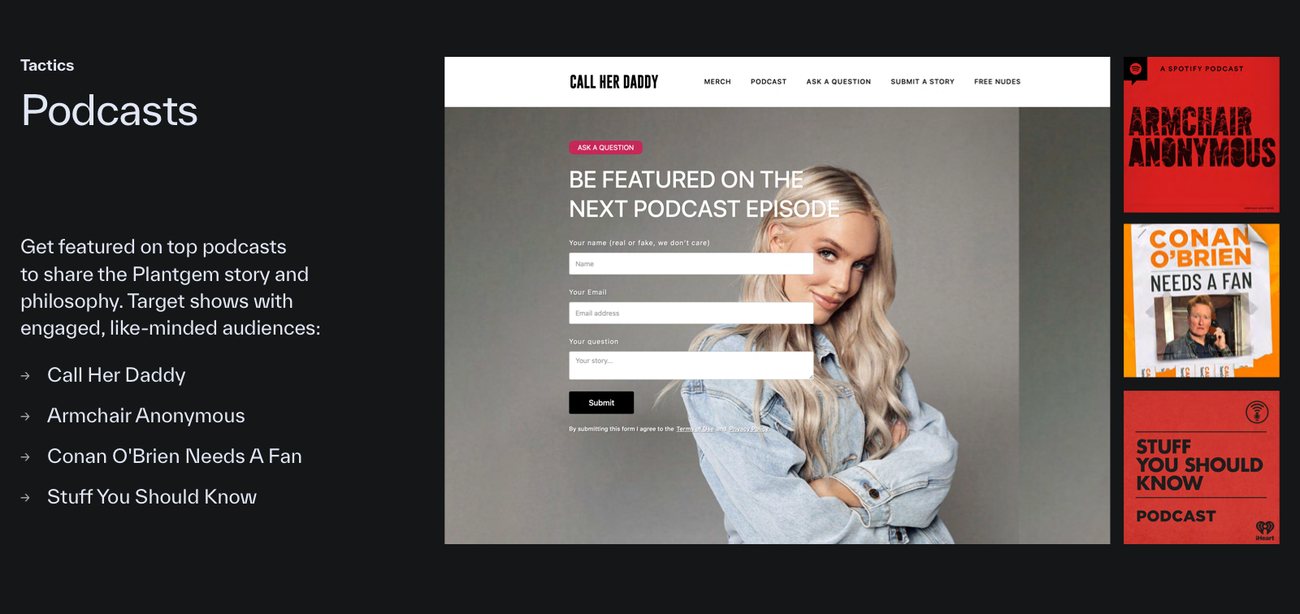 Tactics
Podcasts
Get featured on top podcasts
to share the Plantgem story and
philosophy. Target shows with
engaged, like-minded audiences:
→ Call Her Daddy
→ Armchair Anonymous
→ Conan O'Brien Needs A Fan
→ Stuff You Should Know
CALL HER DADDY
MERCH PODCAST ASK A QUESTION SUBMIT A STORY FREE NUDES
ASK A QUESTION
BE FEATURED ON THE
NEXT PODCAST EPISODE
Your name (real or fake, we don't care)
Name
Your Email
Email address
Your question
Your story...
Submit
By submitting this form I agree to the Terms of Use and Privacy Policy
A SPOTIFY PODCAST
ARMCHAIR
ANONYMOUS
CONAN
O'BRIEN
NEEDS A FAN
STUFF
YOU SHOULD
KNOW
PODCAST
iHeart